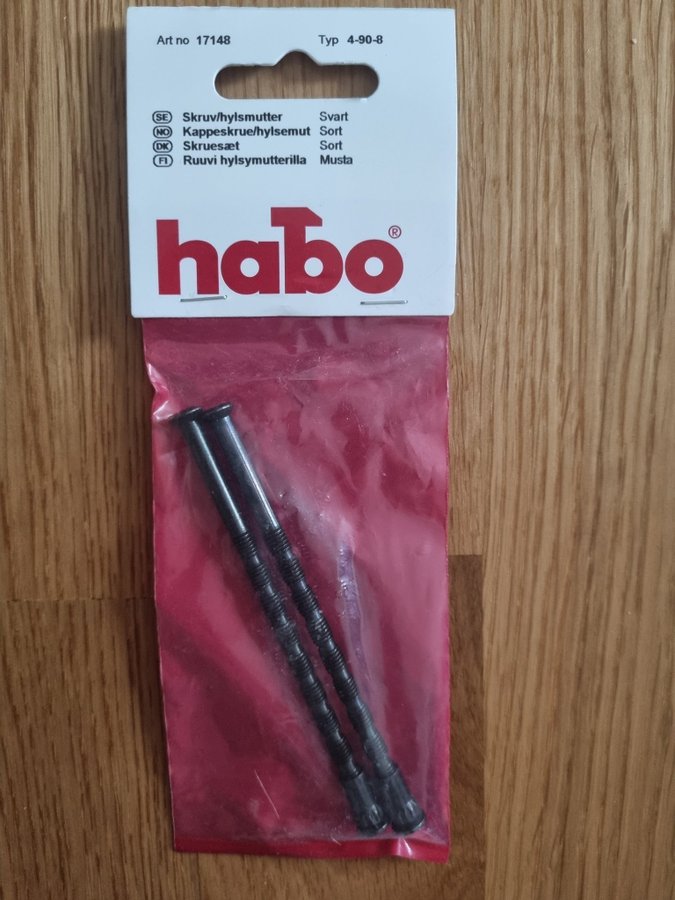 Art no 17148 Typ 4-90-8
SE Skruv/hylsmutter Svart
NO Kappeskrue/hylsemut Sort
DK Skruesæt Sort
FI Ruuvi hylsymutterilla Musta
habo®